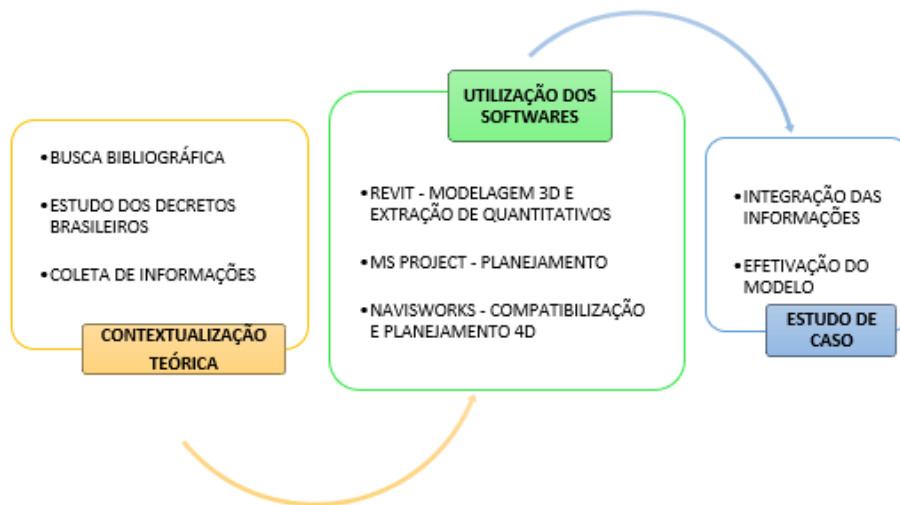 •BUSCA BIBLIOGRÁFICA
•ESTUDO DOS DECRETOS
BRASILEIROS
•COLETA DE INFORMAÇÕES
CONTEXTUALIZAÇÃO
TEÓRICA
UTILIZAÇÃO DOS
SOFTWARES
•REVIT - MODELAGEM 3D E
EXTRAÇÃO DE QUANTITATIVOS
•MS PROJECT - PLANEJAMENTO
•NAVISWORKS - COMPATIBILIZAÇÃO
E PLANEJAMENTO 4D
•INTEGRAÇÃO DAS
INFORMAÇÕES
•EFETIVAÇÃO DO
MODELO
ESTUDO DE
CASO